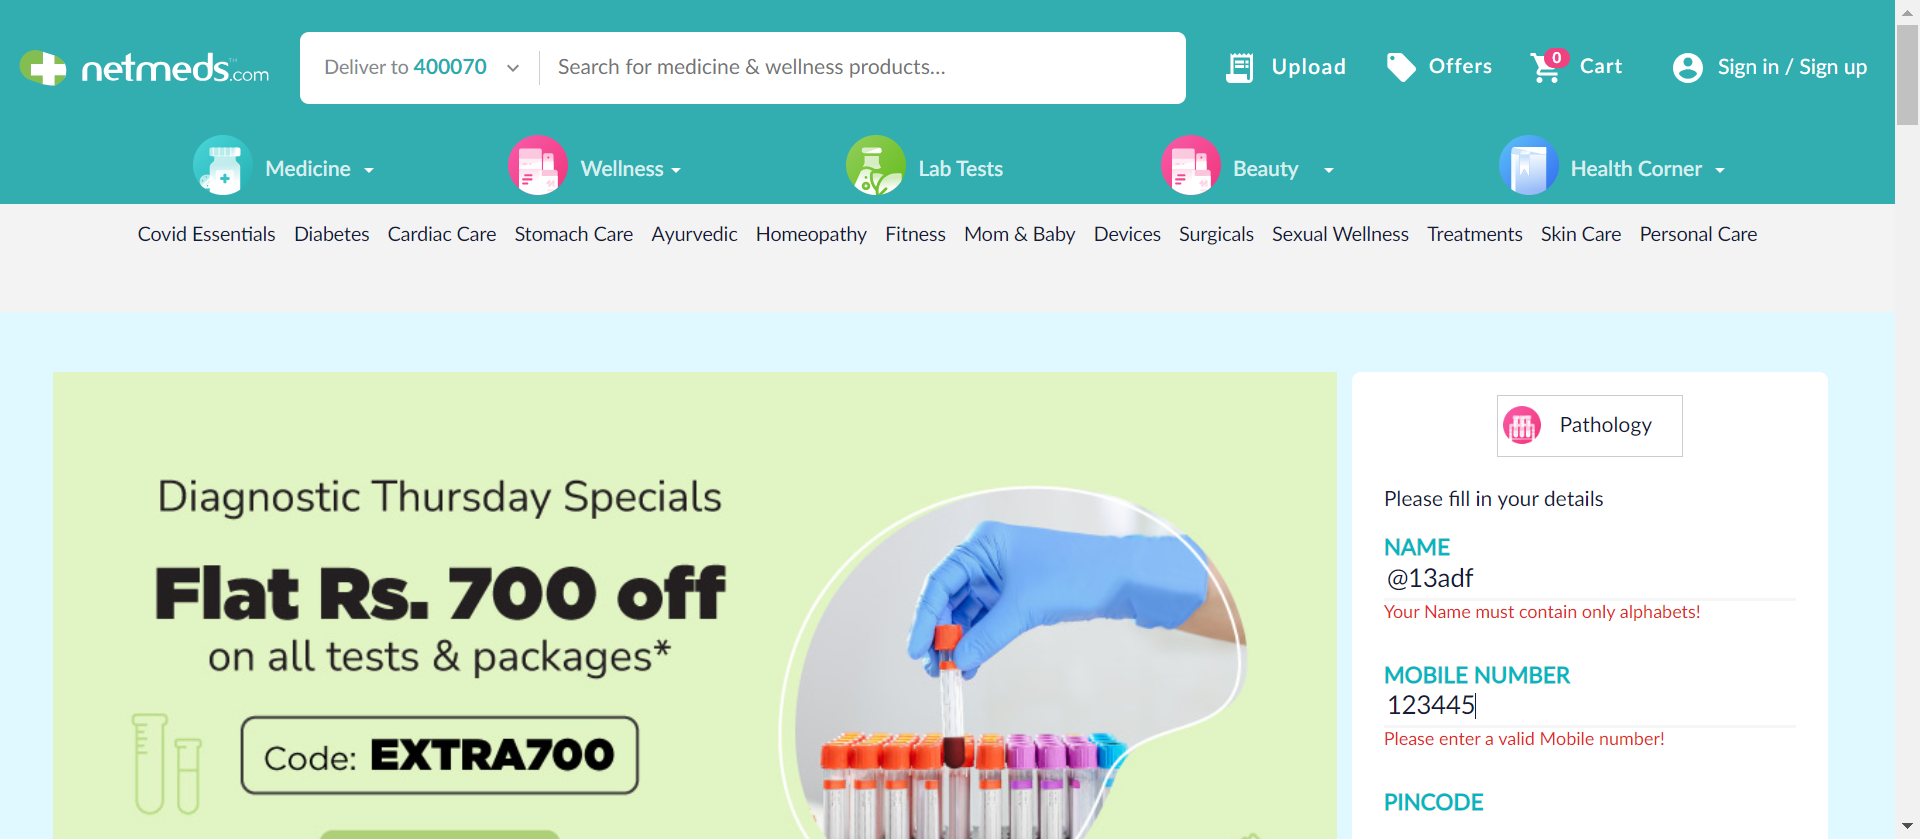 netmeds.com
Deliver to 400070 Search for medicine & wellness products...
Upload
Offers
0
Cart
Sign in / Sign up
Medicine
Wellness
Lab Tests
Beauty
Health Corner
Covid Essentials Diabetes Cardiac Care Stomach Care Ayurvedic Homeopathy Fitness Mom & Baby Devices Surgicals Sexual Wellness Treatments Skin Care Personal Care
Diagnostic Thursday Specials
Flat Rs. 700 off
on all tests & packages*
Code: EXTRA700
Pathology
Please fill in your details
NAME
@13adf
Your Name must contain only alphabets!
MOBILE NUMBER
123445
Please enter a valid Mobile number!
PINCODE